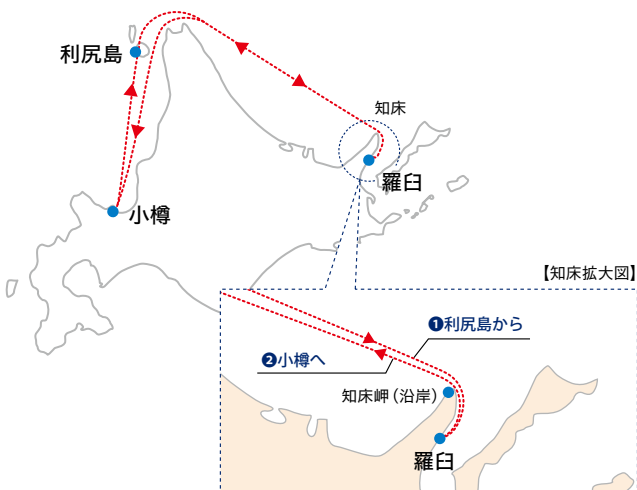 利尻島
知床
羅臼
小樽
【知床拡大図】
❶利尻島から
❷小樽へ
知床岬（沿岸）
羅臼